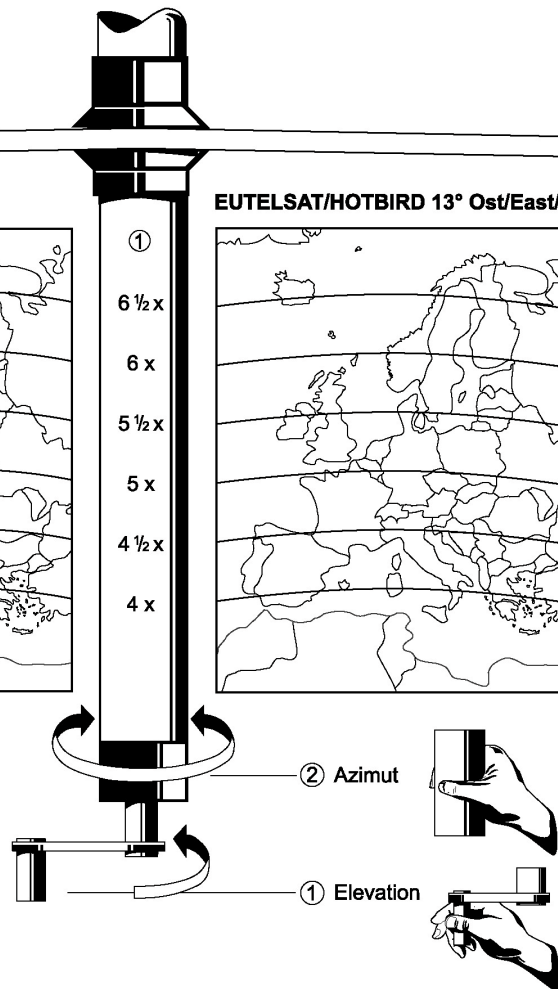 EUTELSAT/HOTBIRD 13° Ost/East/
①
6 ½ x
6 x
5 ½ x
5 x
4 ½ x
4 x
② Azimut
① Elevation